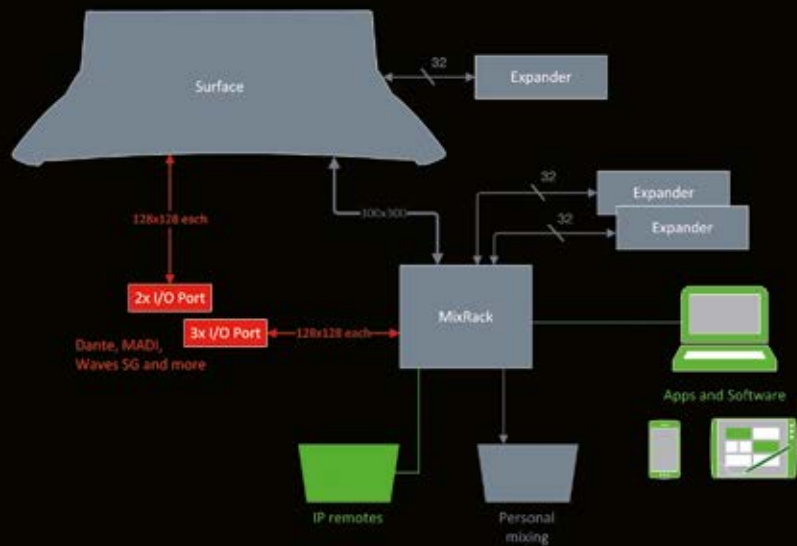 Surface
32
Expander
128x128 each
300x300
32
Expander
32
Expander
2x I/O Port
3x I/O Port
128x128 each
MixRack
Dante, MADI,
Waves SG and more
Apps and Software
IP remotes
Personal
mixing